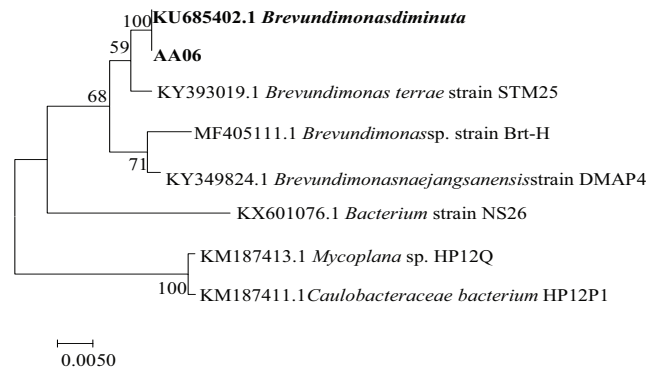 100 KU685402.1 Brevundimonasdiminuta
59
AA06
KY393019.1 Brevundimonas terrae strain STM25
68
MF405111.1 Brevundimonassp. strain Brt-H
71
KY349824.1 Brevundimonasnaejangsanensisstrain DMAP4
KX601076.1 Bacterium strain NS26
KM187413.1 Mycoplana sp. HP12Q
100
KM187411.1Caulobacteraceae bacterium HP12P1
0.0050